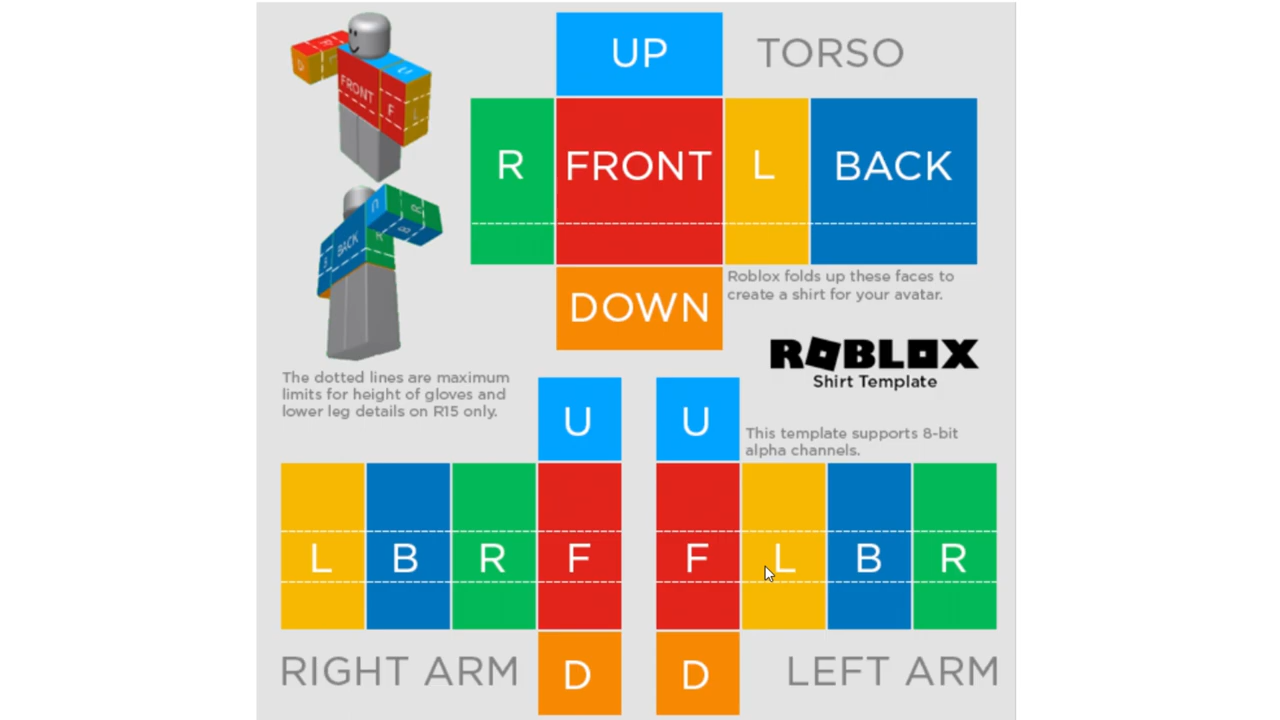 UP
TORSO
R
FRONT
L
BACK
FRONT
F
L
U
Roblox folds up these faces to
create a shirt for your avatar.
DOWN
BACK
R
B
ROBLOX
Shirt Template
The dotted lines are maximum
limits for height of gloves and
lower leg details on R15 only.
U
U
This template supports 8-bit
alpha channels.
L
B
R
F
F
L
B
R
RIGHT ARM
D
D
LEFT ARM